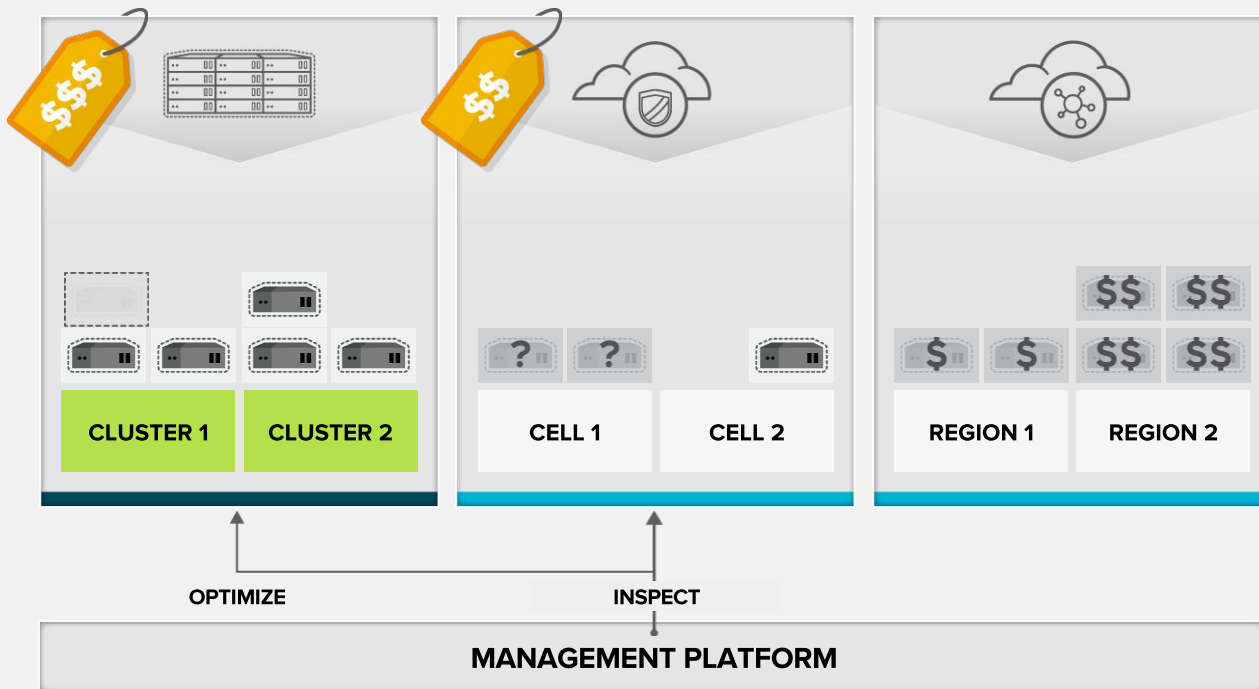 $$$
$$
$$ $$
? ? $ $ $$ $$
CLUSTER 1 CLUSTER 2 CELL 1 CELL 2 REGION 1 REGION 2
OPTIMIZE INSPECT
MANAGEMENT PLATFORM